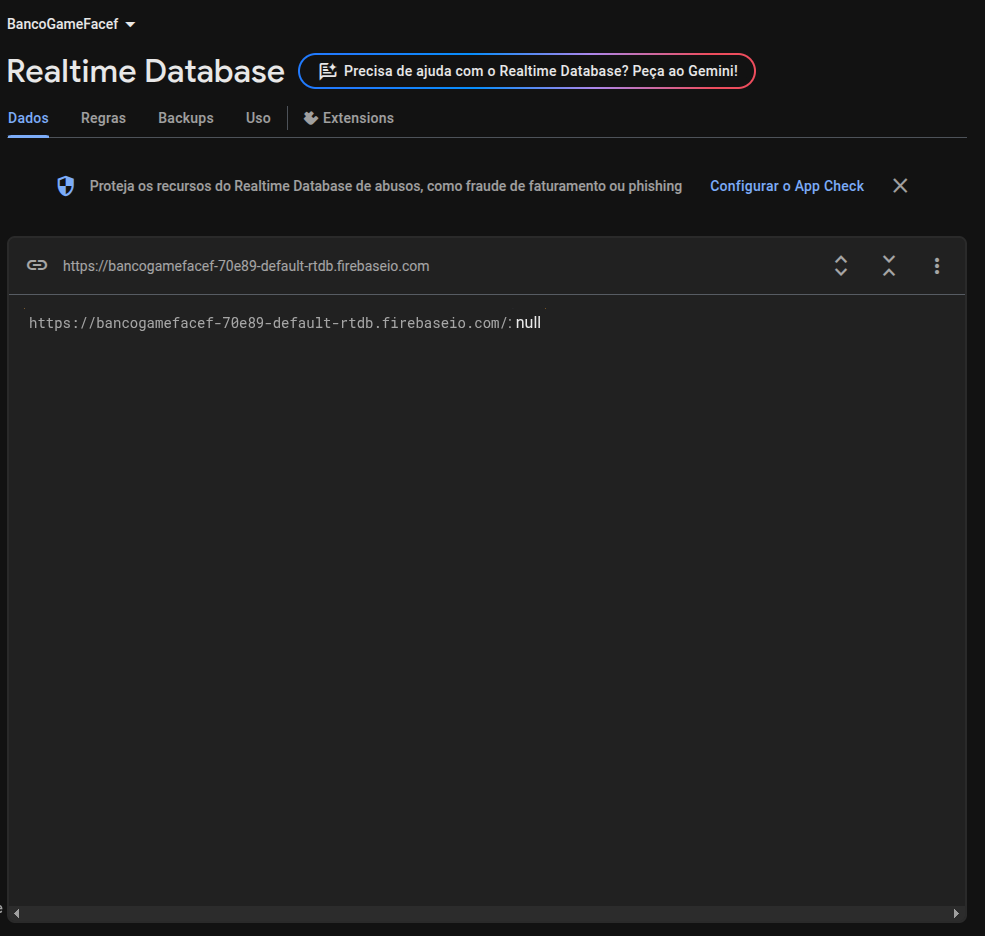 BancoGameFacef
Realtime Database
Precisa de ajuda com o Realtime Database? Peça ao Gemini!
Dados Regras Backups Uso Extensions
Proteja os recursos do Realtime Database de abusos, como fraude de faturamento ou phishing Configurar o App Check
https://bancogamefacef-70e89-default-rtdb.firebaseio.com
https://bancogamefacef-70e89-default-rtdb.firebaseio.com/: null